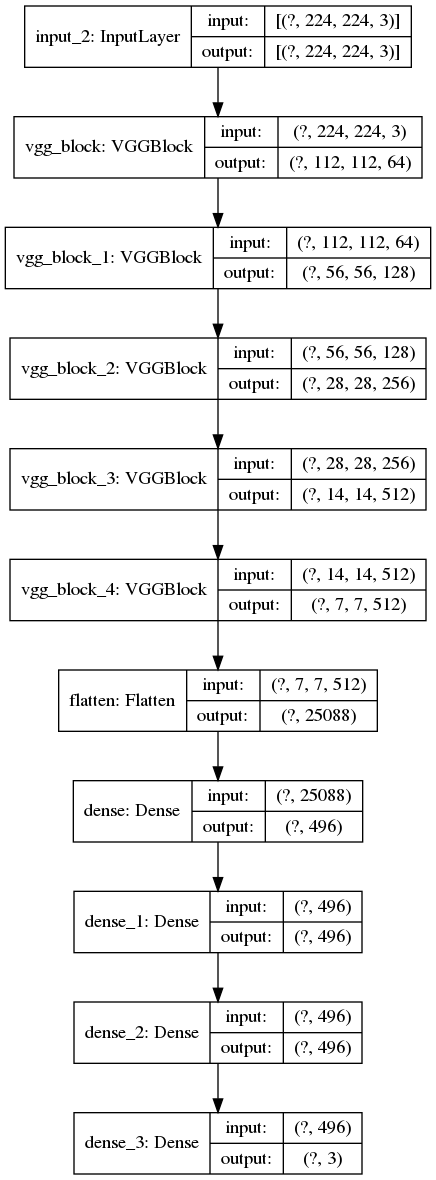 input_2: InputLayer
input: [(?, 224, 224, 3)]
output: [(?, 224, 224, 3)]
vgg_block: VGGBlock
input: (?, 224, 224, 3)
output: (?, 112, 112, 64)
vgg_block_1: VGGBlock
input: (?, 112, 112, 64)
output: (?, 56, 56, 128)
vgg_block_2: VGGBlock
input: (?, 56, 56, 128)
output: (?, 28, 28, 256)
vgg_block_3: VGGBlock
input: (?, 28, 28, 256)
output: (?, 14, 14, 512)
vgg_block_4: VGGBlock
input: (?, 14, 14, 512)
output: (?, 7, 7, 512)
flatten: Flatten
input: (?, 7, 7, 512)
output: (?, 25088)
dense: Dense
input: (?, 25088)
output: (?, 496)
dense_1: Dense
input: (?, 496)
output: (?, 496)
dense_2: Dense
input: (?, 496)
output: (?, 496)
dense_3: Dense
input: (?, 496)
output: (?, 3)